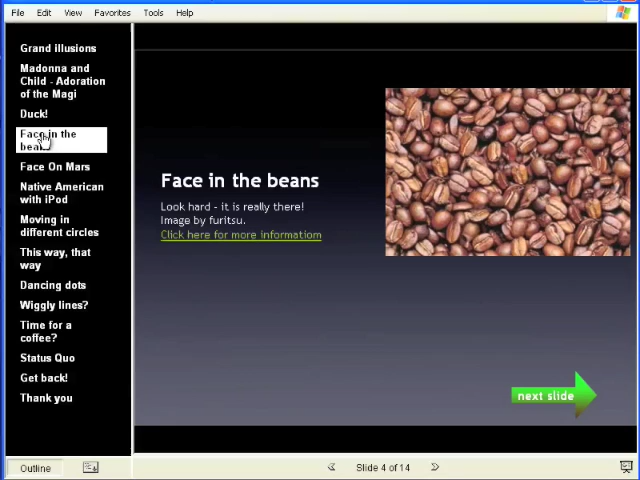 File Edit View Favorites Tools Help
Grand illusions
Madonna and
Child - Adoration
of the Magi
Duck!
Face in the
Face On Mars
Native American
with iPod
Moving in
different circles
This way, that
way
Dancing dots
Wiggly lines?
Time for a
coffee?
Status Quo
Get back!
Thank you
Face in the beans
Look hard - it is really there!
Image by furitsu.
Click here for more informatiom
next slide
Outline
Slide 4 of 14